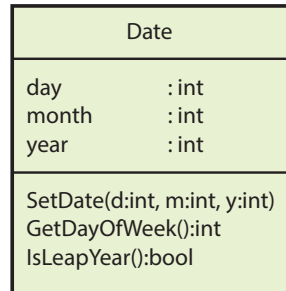 Date
day : int
month : int
year : int
SetDate(d:int, m:int, y:int)
GetDayOfWeek():int
IsLeapYear():bool